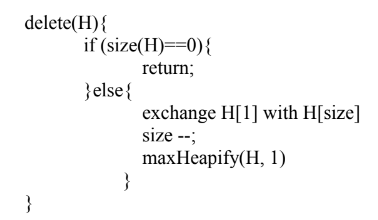 delete(H){
if (size(H)==0){
return;
}else{
exchange H[1] with H[size]
size --;
maxHeapify(H, 1)
}
}